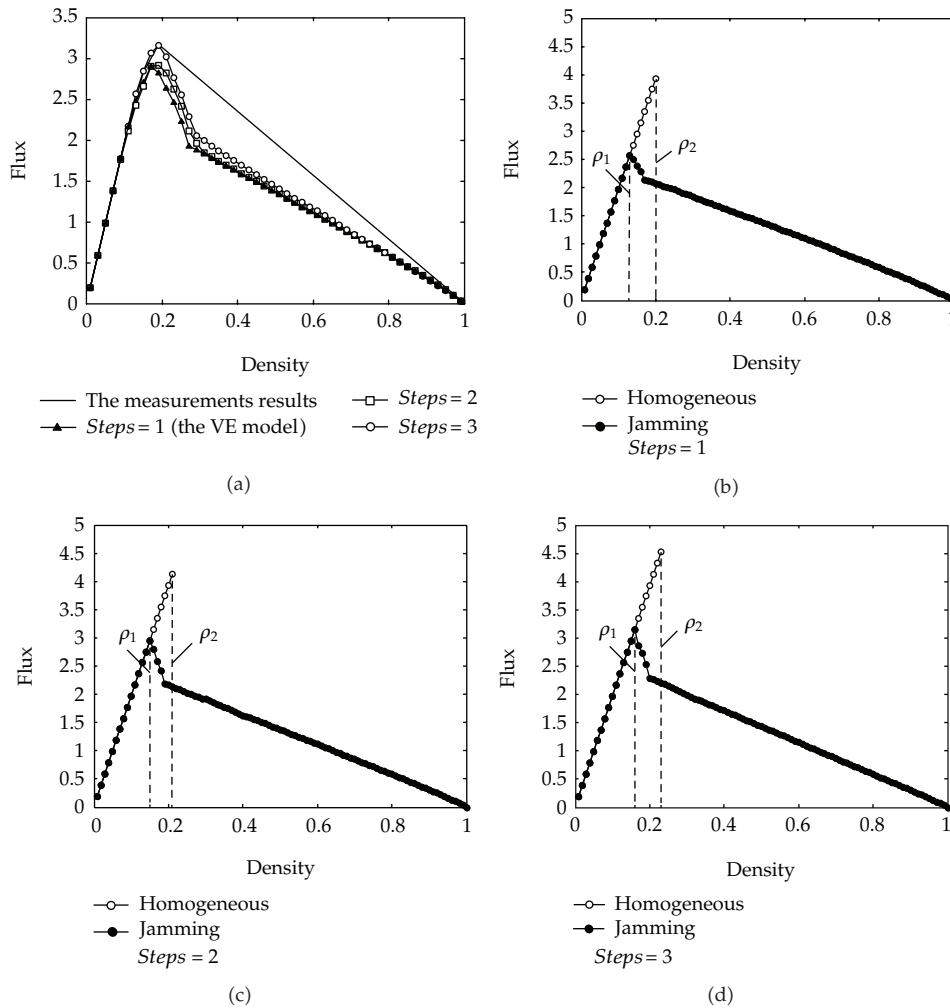 3.5
3
2.5
2
1.5
1
0.5
0
Flux
0 0.2 0.4 0.6 0.8 1
Density
The measurements results
Steps = 1 (the VE model)
Steps = 2
Steps = 3
(a)
5
4.5
4
3.5
3
2.5
2
1.5
1
0.5
0
Flux
ρ1
ρ2
0 0.2 0.4 0.6 0.8 1
Density
Homogeneous
Jamming
Steps = 1
(b)
5
4.5
4
3.5
3
2.5
2
1.5
1
0.5
0
Flux
ρ1
ρ2
0 0.2 0.4 0.6 0.8 1
Density
Homogeneous
Jamming
Steps = 2
(c)
5
4.5
4
3.5
3
2.5
2
1.5
1
0.5
0
Flux
ρ1
ρ2
0 0.2 0.4 0.6 0.8 1
Density
Homogeneous
Jamming
Steps = 3
(d)